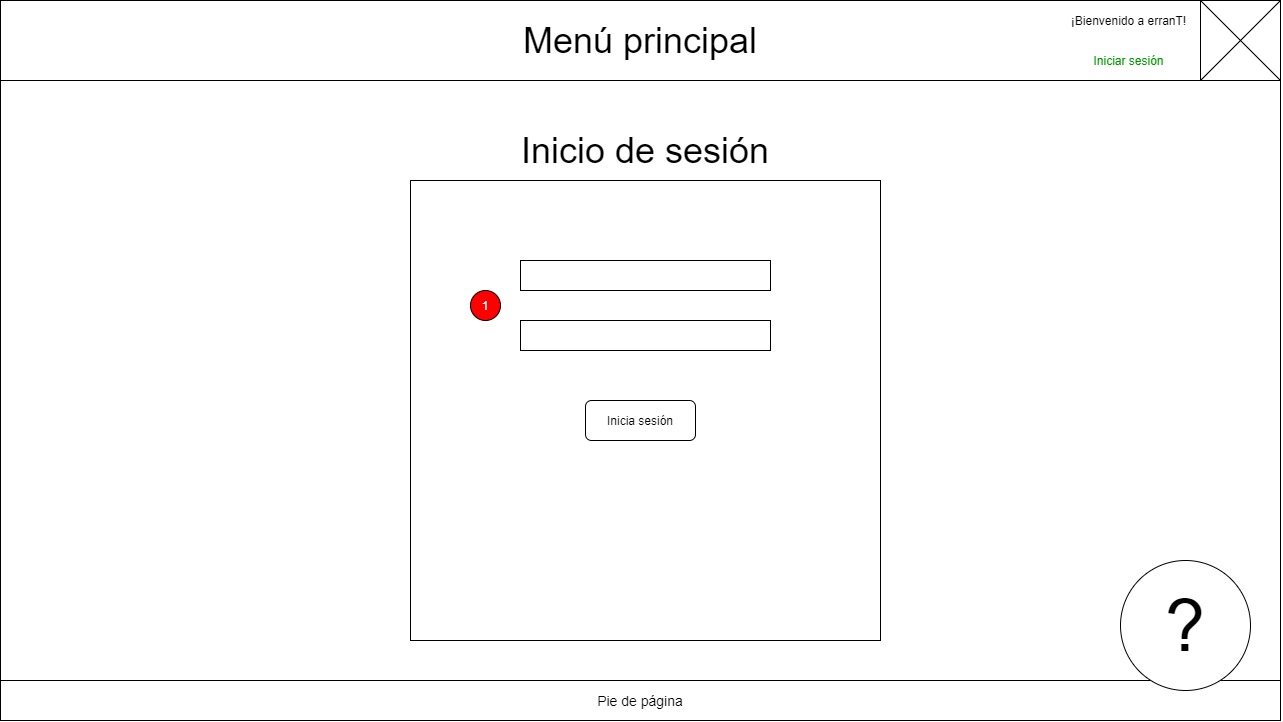 Menú principal
¡Bienvenido a erranT!
Iniciar sesión
Inicio de sesión
1
Inicia sesión
?
Pie de página